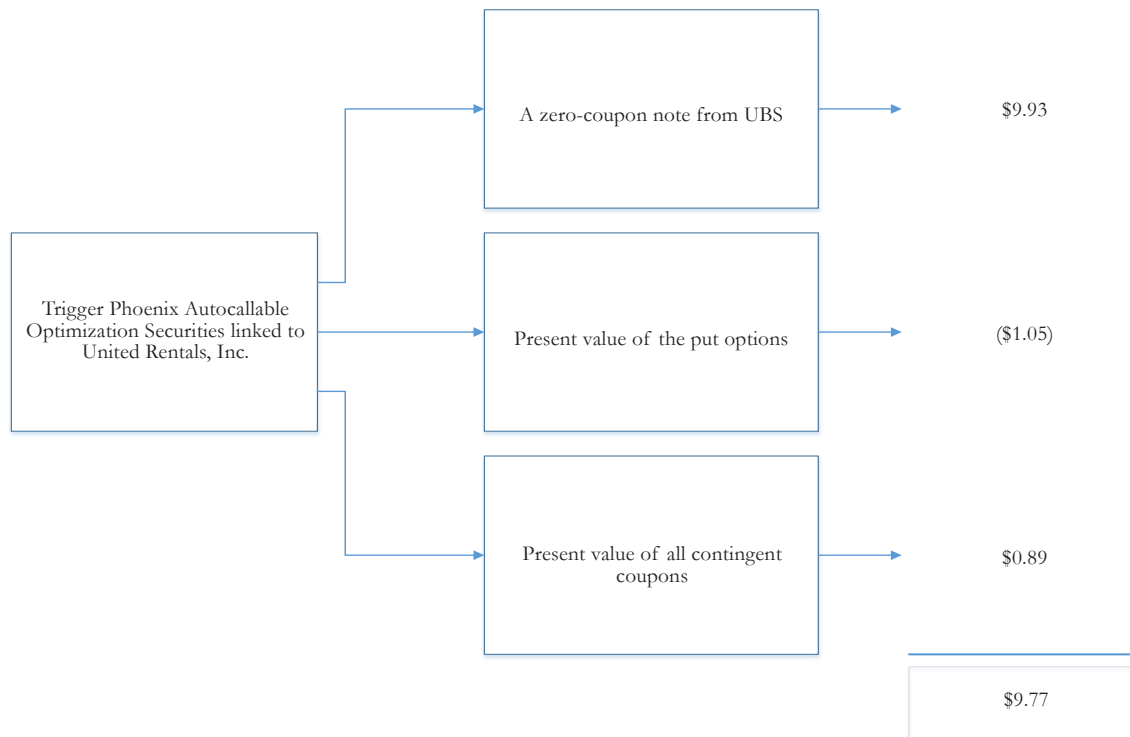 A zero-coupon note from UBS
$9.93
Trigger Phoenix Autocallable
Optimization Securities linked to
United Rentals, Inc.
Present value of the put options
($1.05)
Present value of all contingent
coupons
$0.89
$9.77